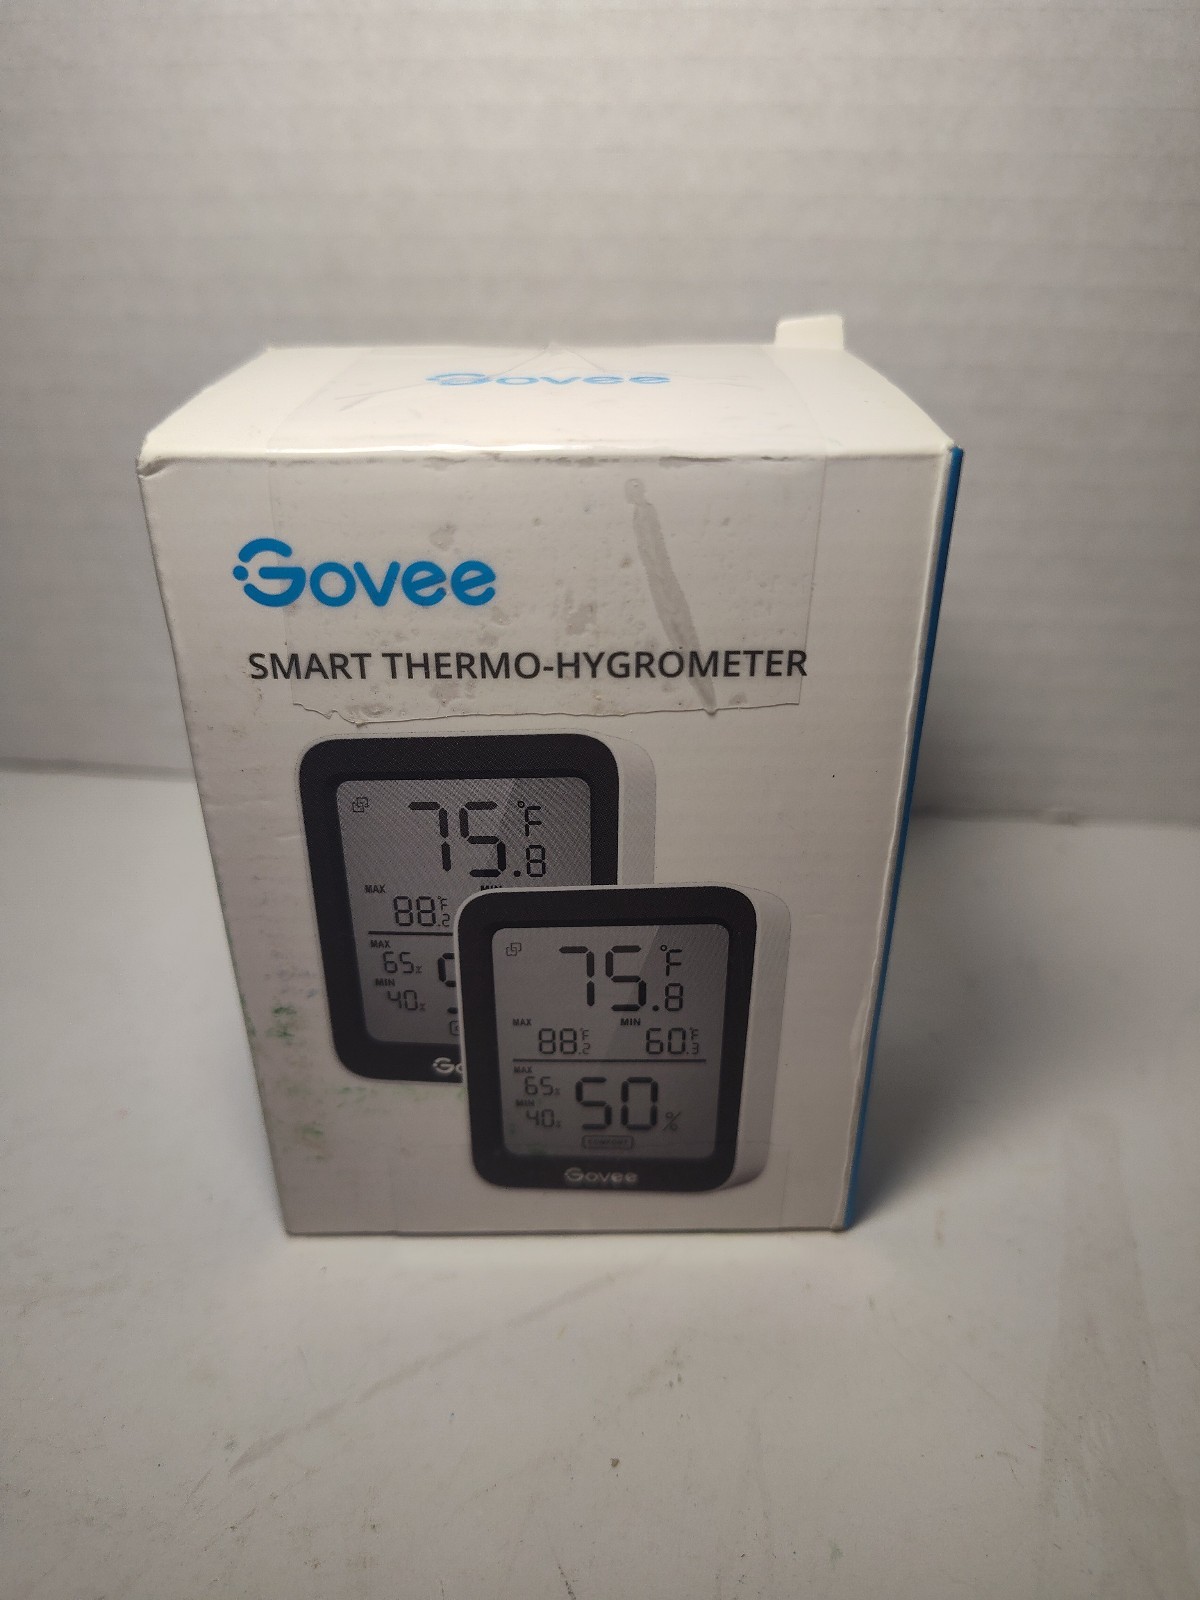 Govee
Govee
SMART THERMO-HYGROMETER
75.8 °F
MAX
MIN
88.2 °F
MAX
65%
MIN
40%
Go
75.8 °F
MAX MIN
88.2 °F 60.3 °F
MAX
65% 50%
MIN
40%
COMFORT
Govee